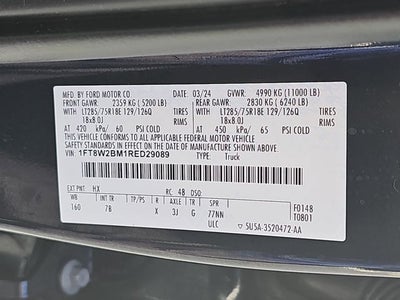 MFD. BY FORD MOTOR CO 03/24 GVWR. 4990 KG (11000 LB)
FRONT GAWR: 2359 KG (5200 LB) REAR GAWR: 2830 KG (6240 LB)
WITH LT285/75R18E 129/126Q TIRES WITH LT285/75R18E 129/126Q TIRES
18x8.0J RIMS 18x8.0J RIMS
AT 420 kPa/ 60 PSI COLD AT 450 kPa/ 65 PSI COLD
THIS VEHICLE CONFORMS TO ALL APPLICABLE FEDERAL MOTOR VEHICLE
SAFETY STANDARDS IN EFFECT ON THE DATE OF MANUFACTURE SHOWN ABOVE.
VIN: 1FT8W2BM1RED29089 TYPE: Truck
EXT PNT: HX RC: 48 DSO:
WB INT TR TP/PS R AXLE TR SPR F0148
160 7B X 3J G 77NN T0801
ULC 5U5A-3520472-AA